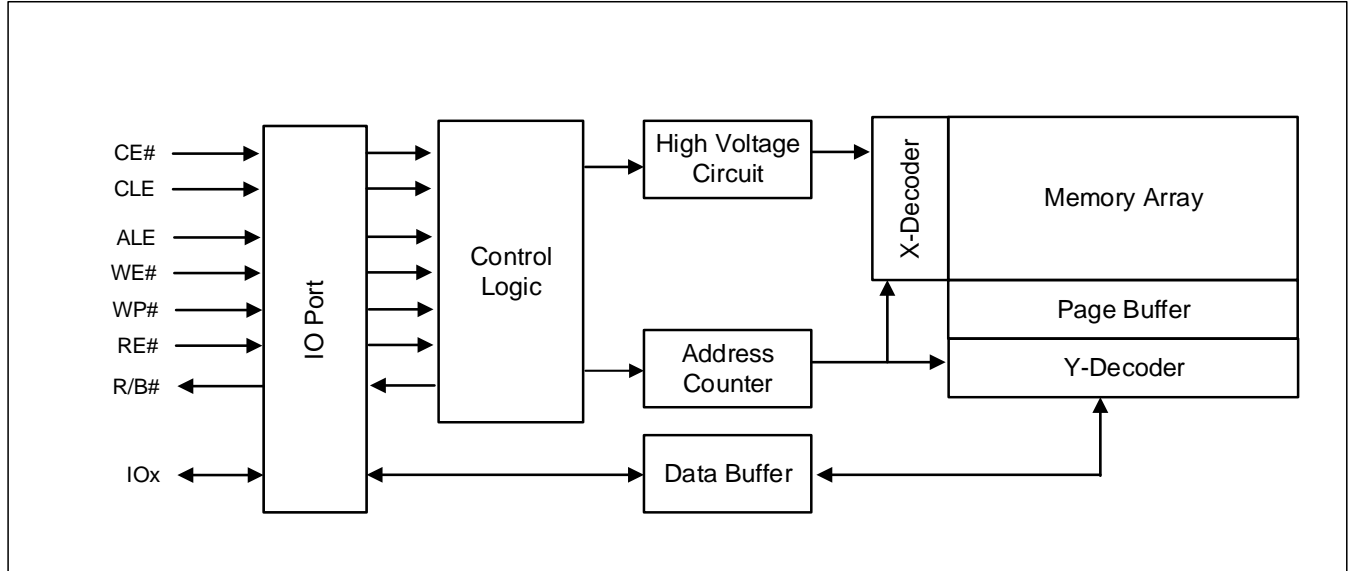 CE#
CLE
ALE
WE#
WP#
RE#
R/B#
IOx
IO Port
Control
Logic
High Voltage
Circuit
Address
Counter
Data Buffer
X-Decoder
Memory Array
Page Buffer
Y-Decoder